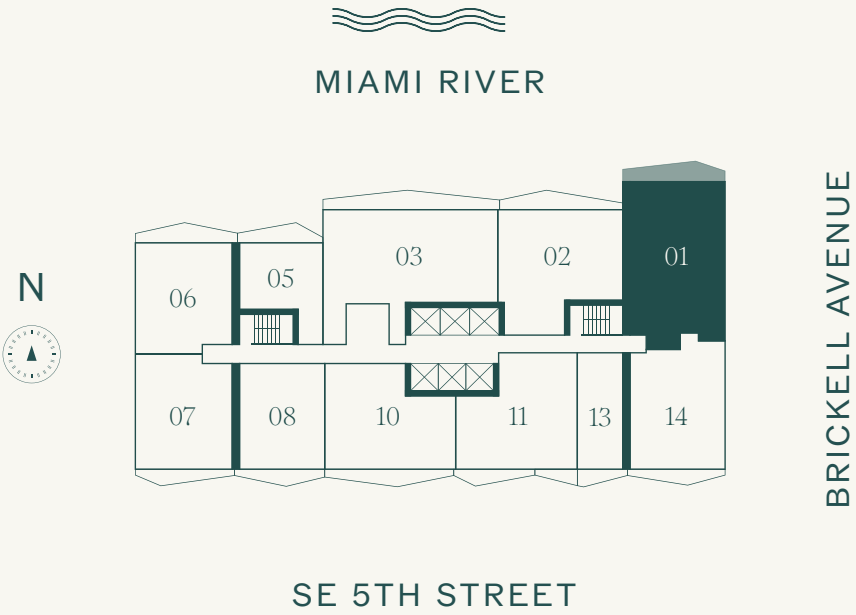 MIAMI RIVER
BRICKELL AVENUE
N
03
02
01
05
06
07
08
10
11
13
14
SE 5TH STREET